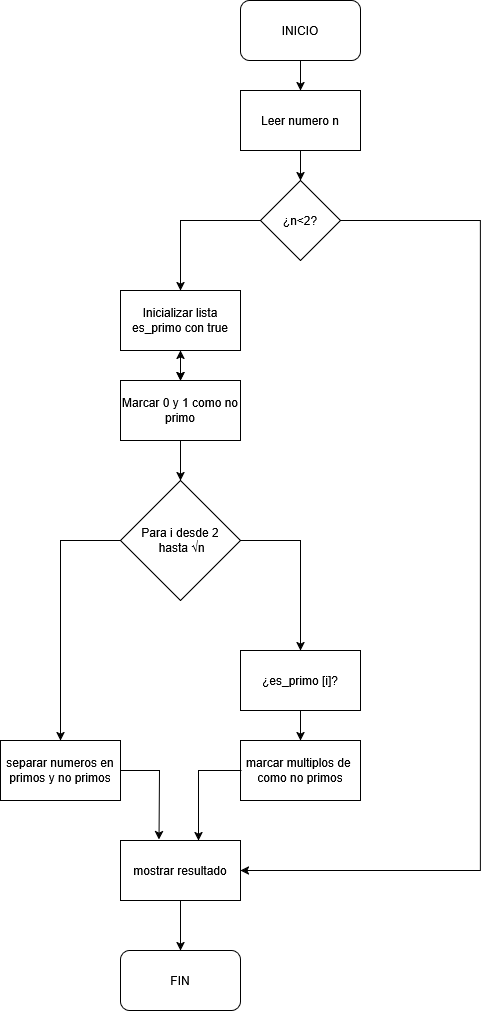 INICIO
Leer numero n
¿n<2?
Inicializar lista
es_primo con true
Marcar 0 y 1 como no
primo
Para i desde 2
hasta √n
¿es_primo [i]?
separar numeros en
primos y no primos
marcar multiplos de
como no primos
mostrar resultado
FIN